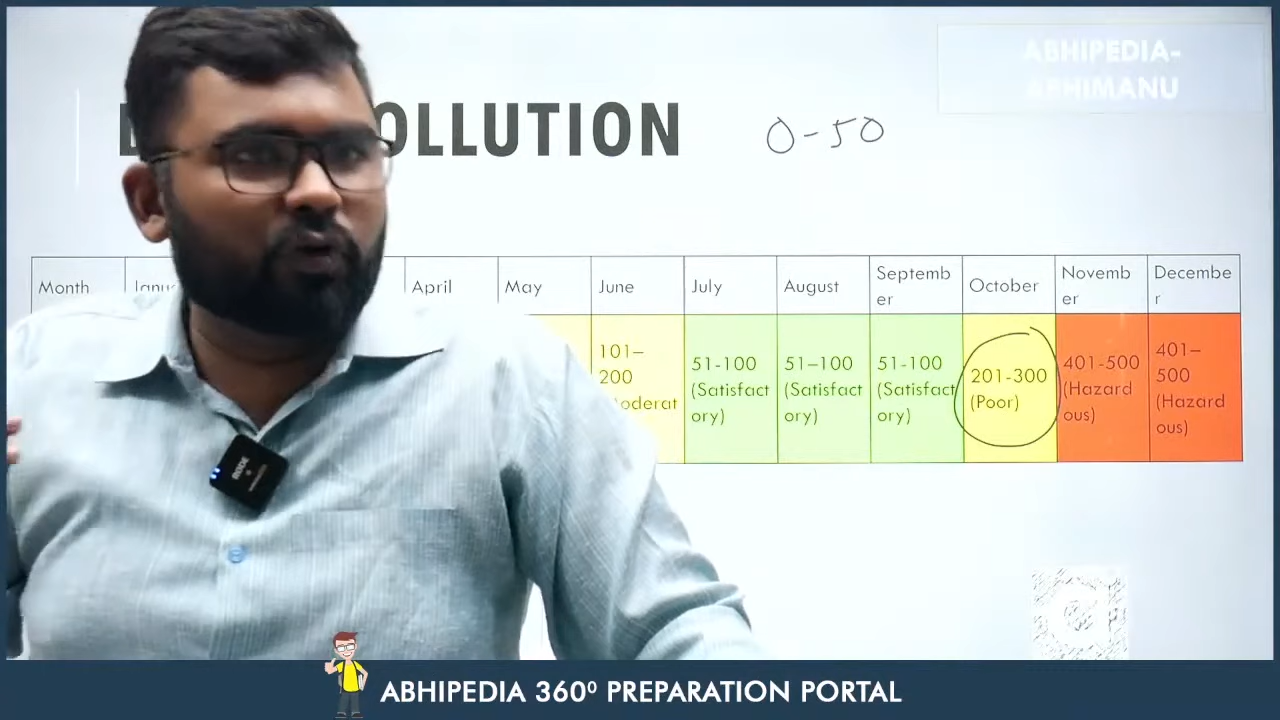 ABHIPEDIA-
ABHIMANU
OLLUTION
0-50
Month
April
May
June
July
August
Septemb
er
October
Novemb
er
Decembe
r
101–
200
51-100
(Satisfact
ory)
51–100
(Satisfact
ory)
51-100
(Satisfact
ory)
201-300
(Poor)
401-500
(Hazard
ous)
401–
500
(Hazard
ous)
RODE
ABHIPEDIA 360⁰ PREPARATION PORTAL